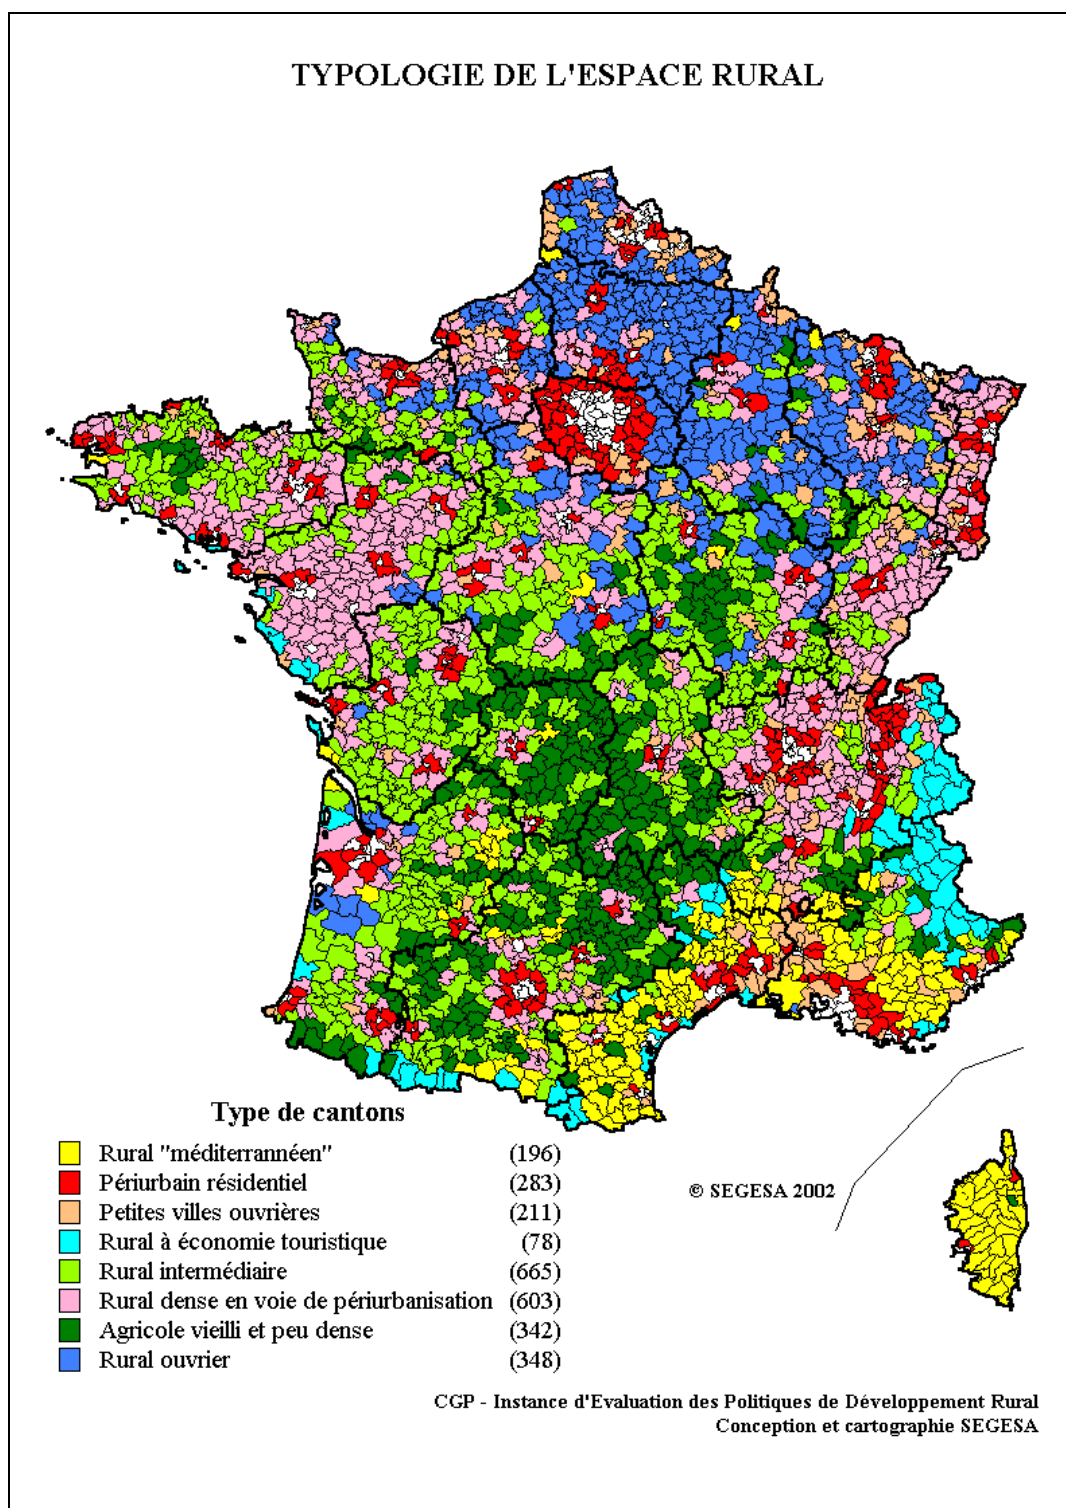 TYPOLOGIE DE L'ESPACE RURAL
Type de cantons
Rural "méditerrannéen" (196)
Périurbain résidentiel (283)
Petites villes ouvrières (211)
Rural à économie touristique (78)
Rural intermédiaire (665)
Rural dense en voie de périurbanisation (603)
Agricole vieilli et peu dense (342)
Rural ouvrier (348)
© SEGESA 2002
CGP - Instance d'Evaluation des Politiques de Développement Rural
Conception et cartographie SEGESA